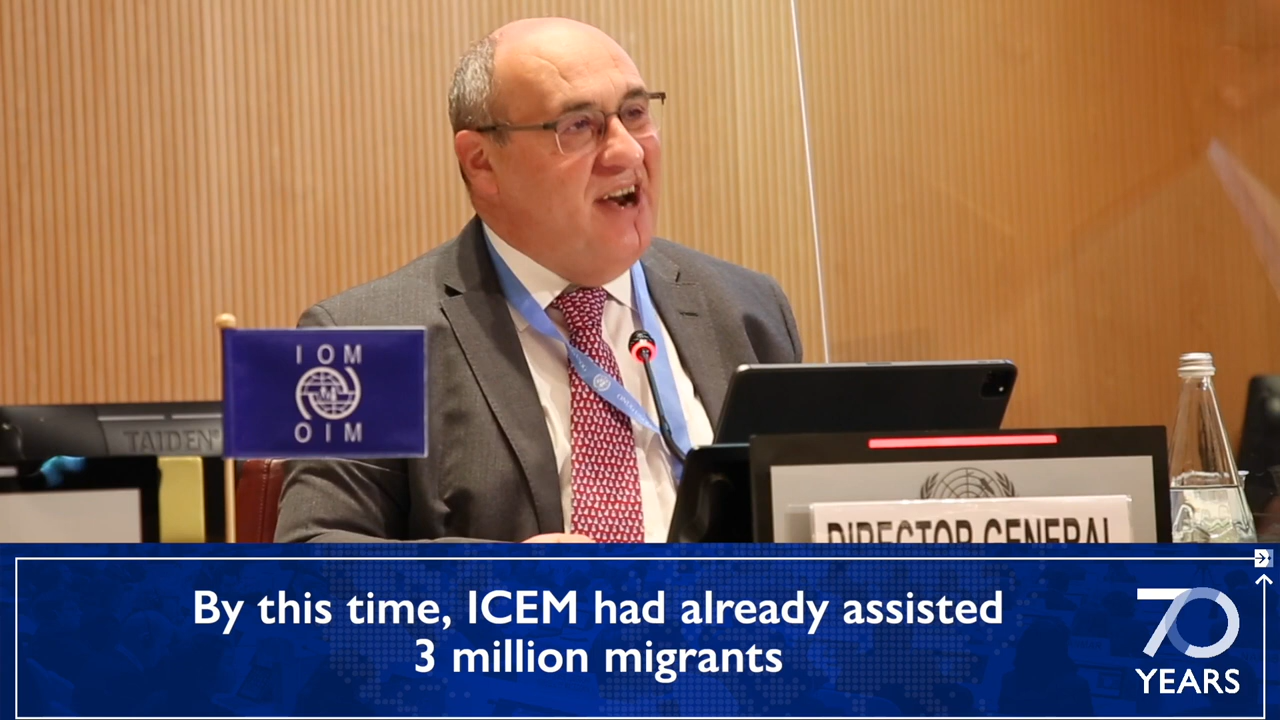 IOM
OIM
TAIDEN
DIRECTOR GENERAL
By this time, ICEM had already assisted
3 million migrants
70
YEARS